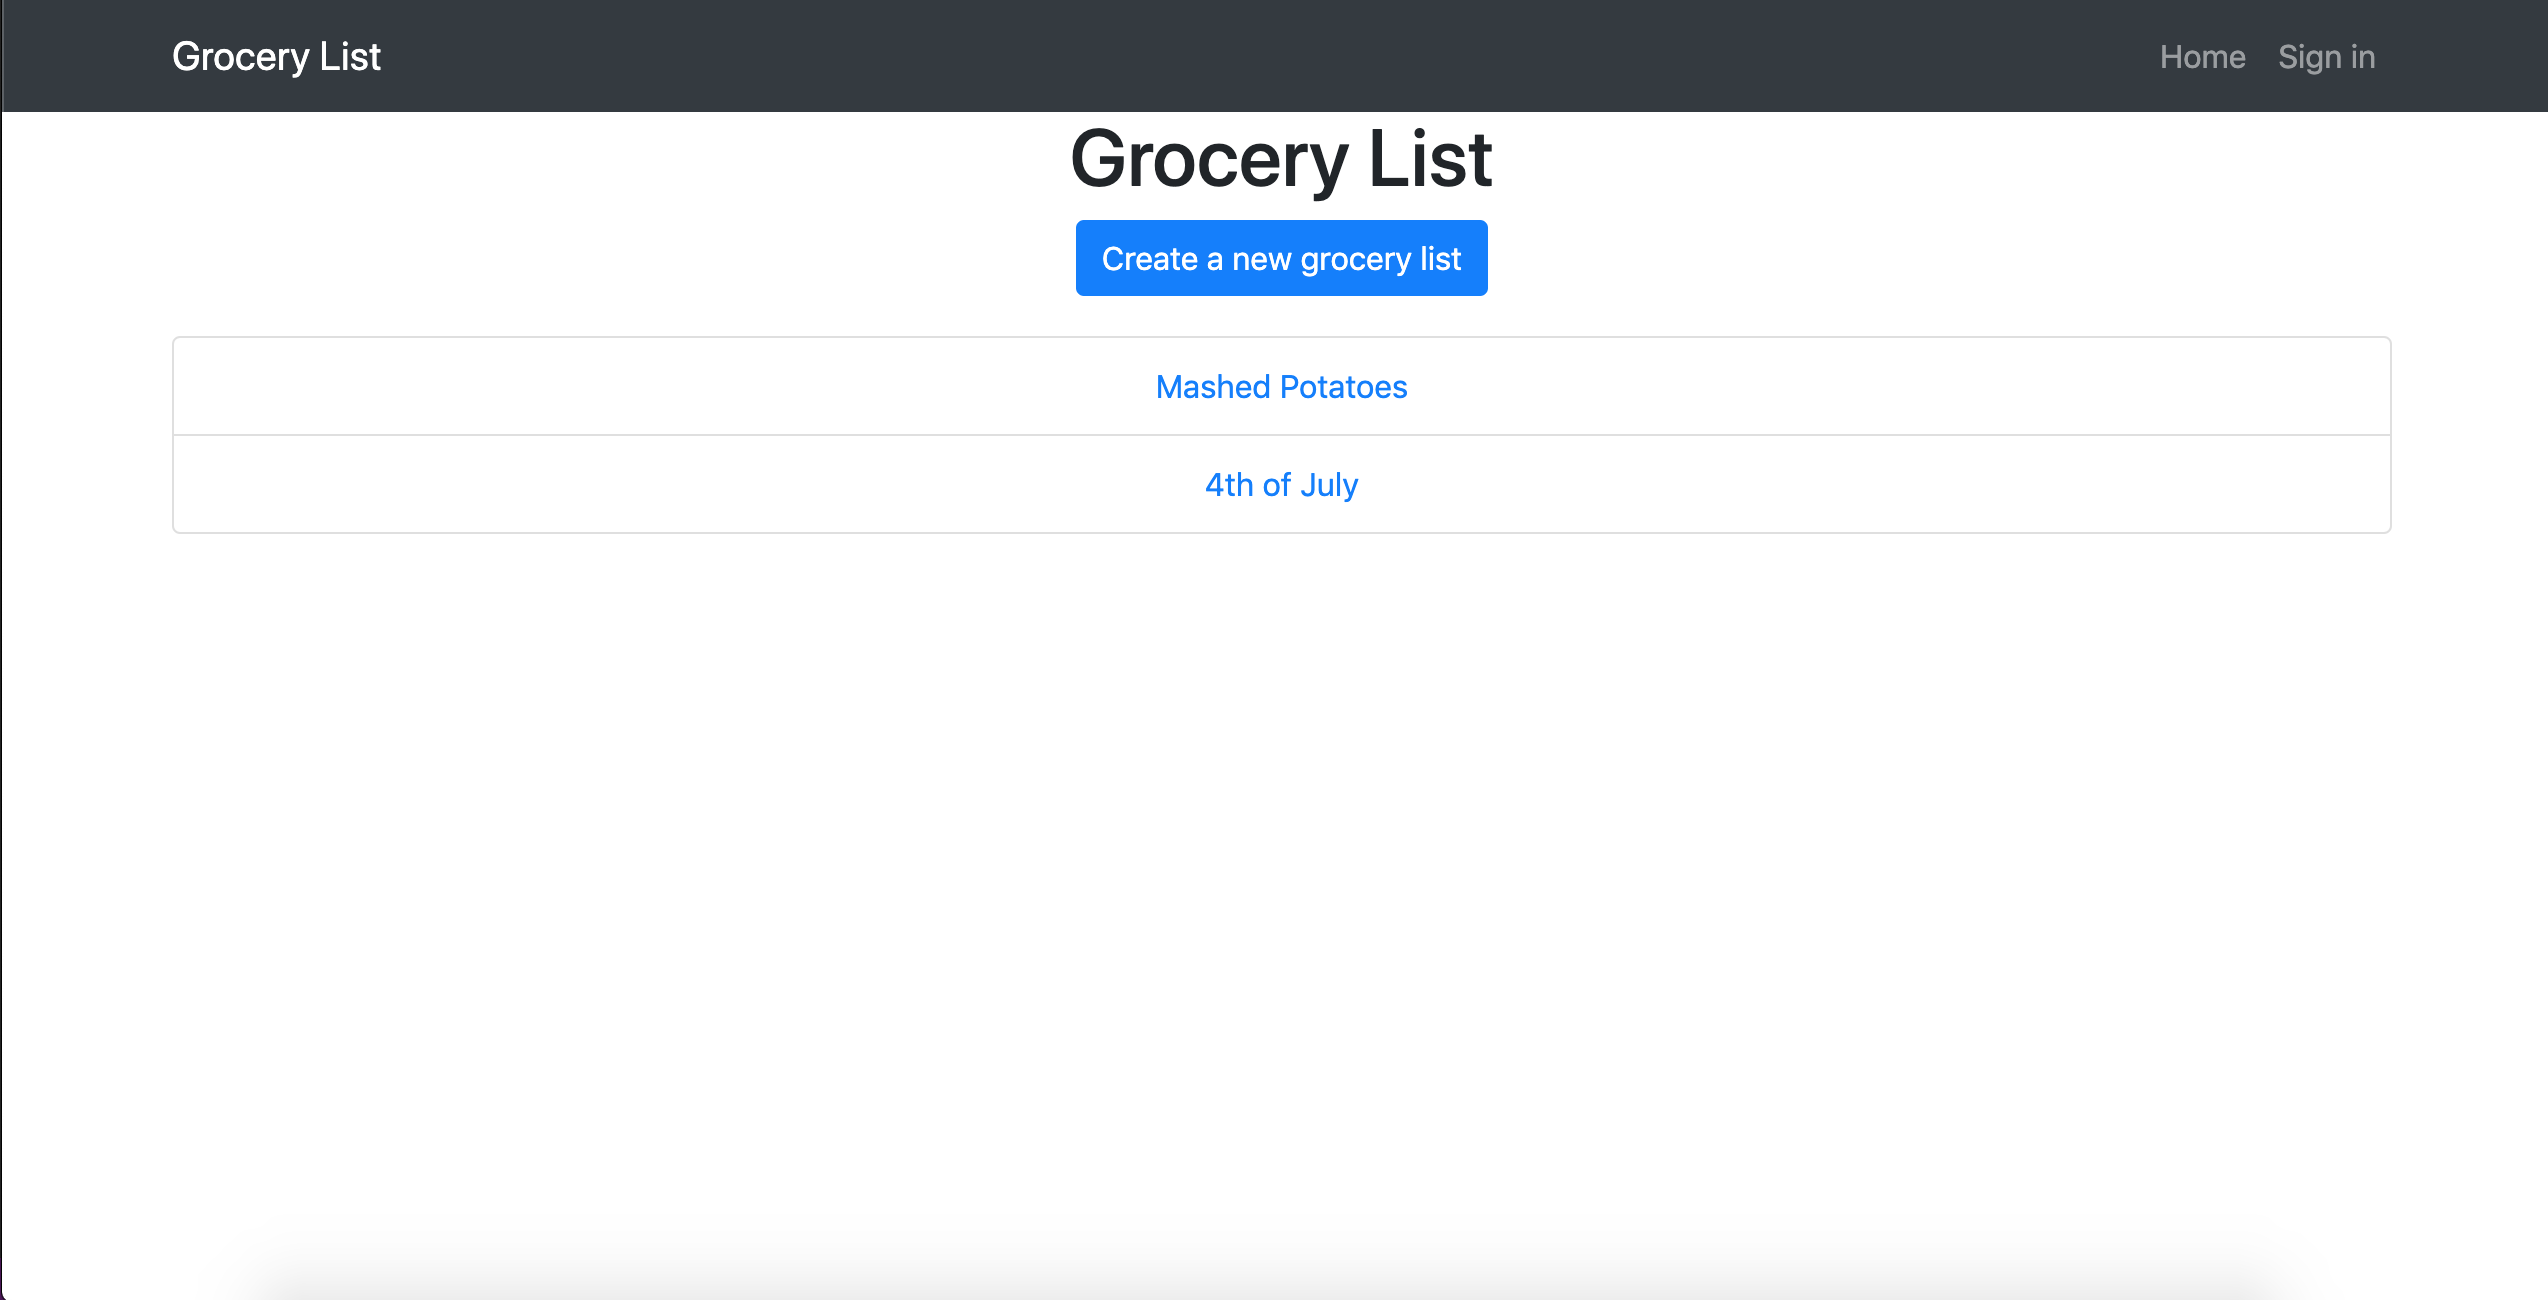 Grocery List
Home Sign in
Grocery List
Create a new grocery list
Mashed Potatoes
4th of July